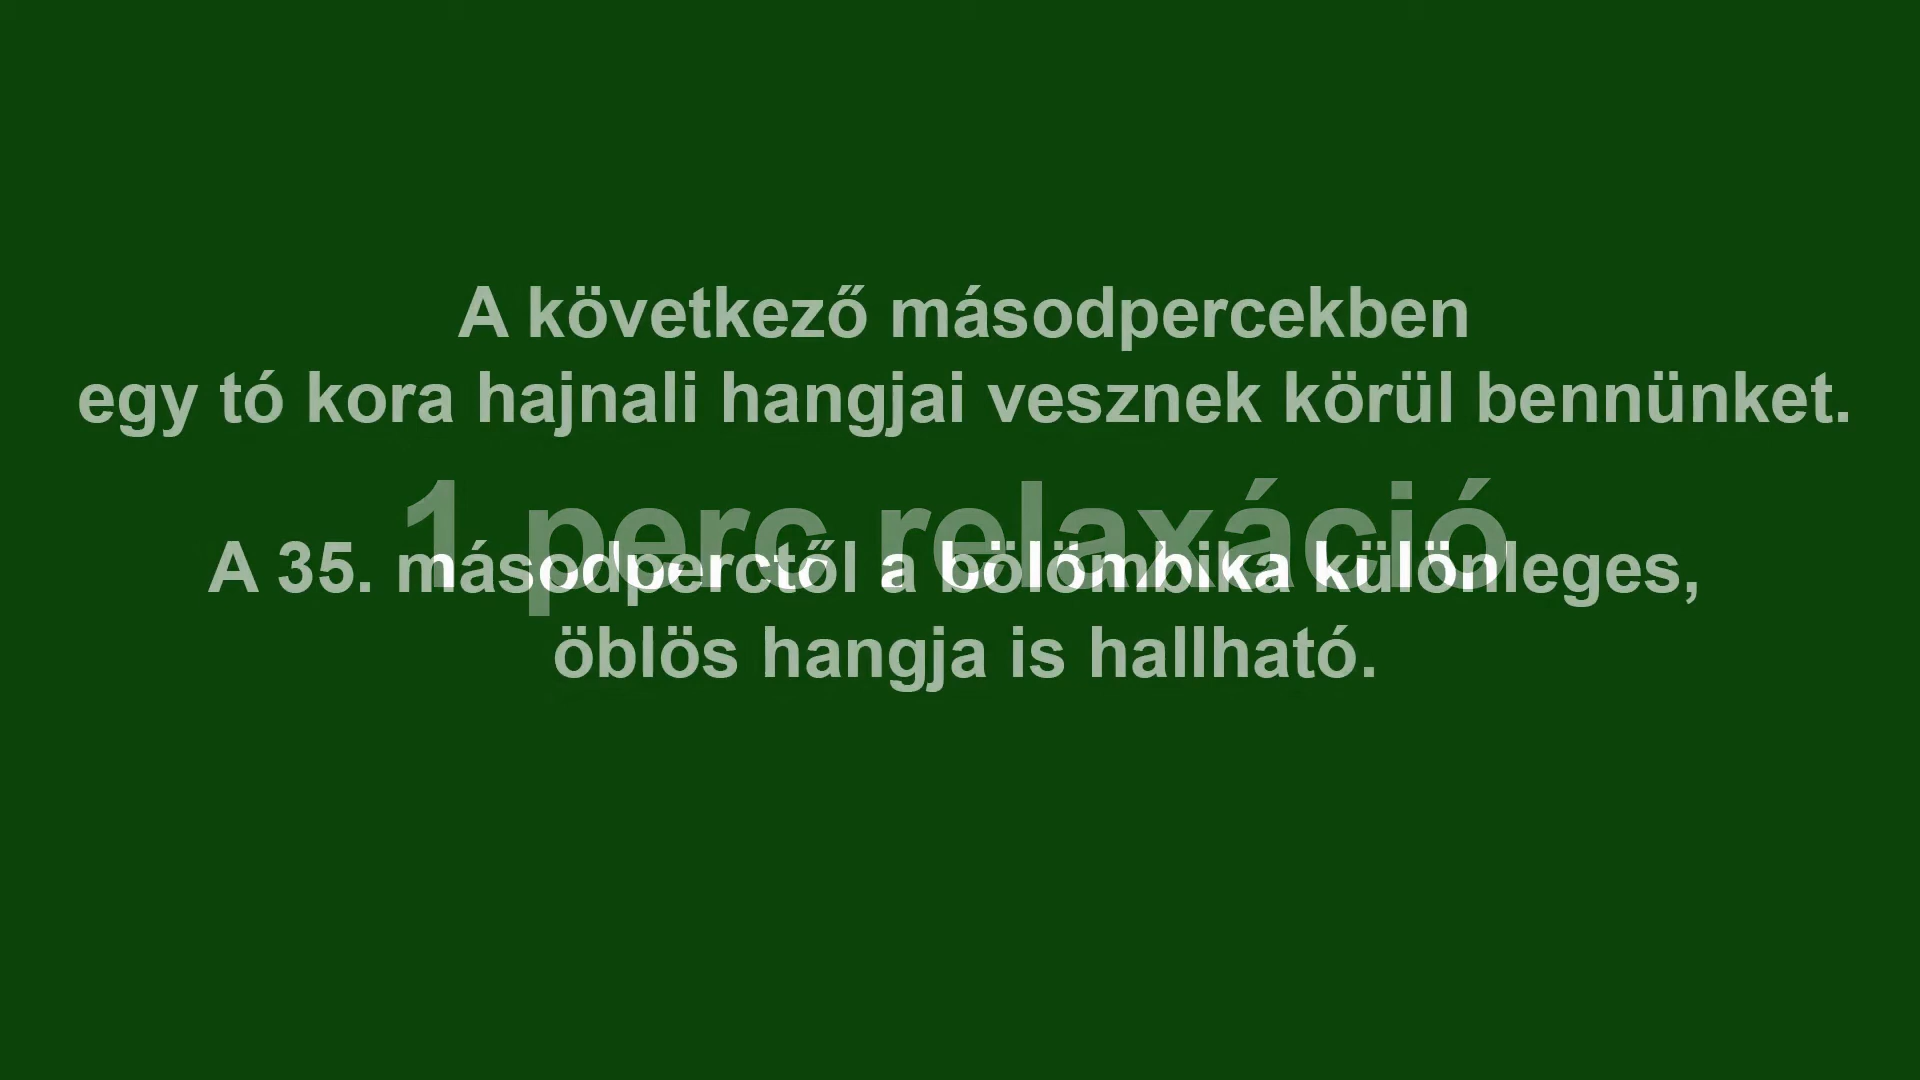 A következő másodpercekben
egy tó kora hajnali hangjai vesznek körül bennünket.
1 perc relaxáció
A 35. másodperctől a bölömbika különleges,
öblös hangja is hallható.